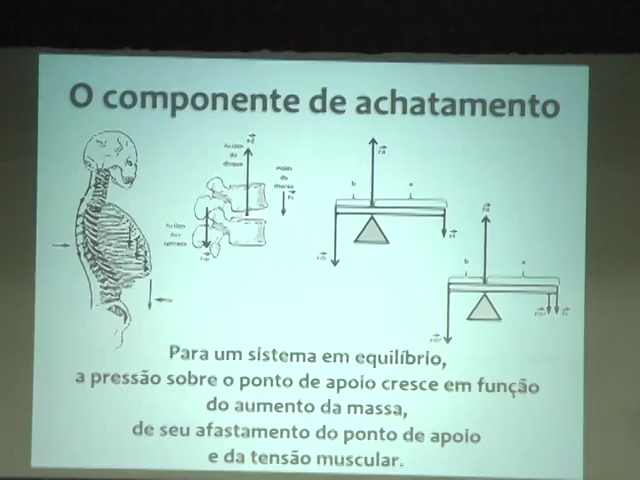 O componente de achatamento
b
a
b
a
Para um sistema em equilíbrio,
a pressão sobre o ponto de apoio cresce em função
do aumento da massa,
de seu afastamento do ponto de apoio
e da tensão muscular.